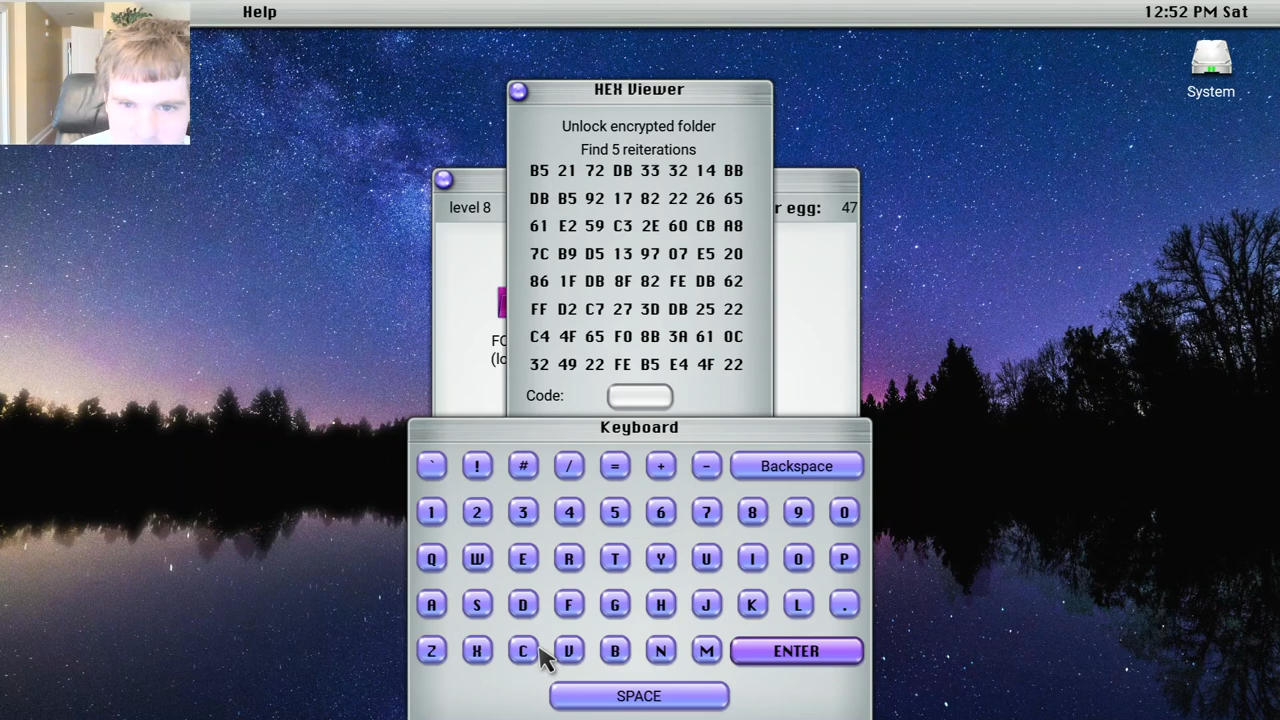 Help 12:52 PM Sat
System
HEX Viewer
Unlock encrypted folder
Find 5 reiterations
B5 21 72 DB 33 32 14 BB
DB B5 92 17 82 22 26 65
61 E2 59 C3 2E 60 CB A8
7C B9 D5 13 97 07 E5 20
86 1F DB 8F 82 FE DB 62
FF D2 C7 27 3D DB 25 22
C4 4F 65 F0 8B 3A 61 0C
32 49 22 FE B5 E4 4F 22
Code:
level 8 r egg: 47
FO
(lo
Keyboard
` ! # / = + - Backspace
1 2 3 4 5 6 7 8 9 0
Q W E R T Y U I O P
A S D F G H J K L .
Z X C V B N M ENTER
SPACE